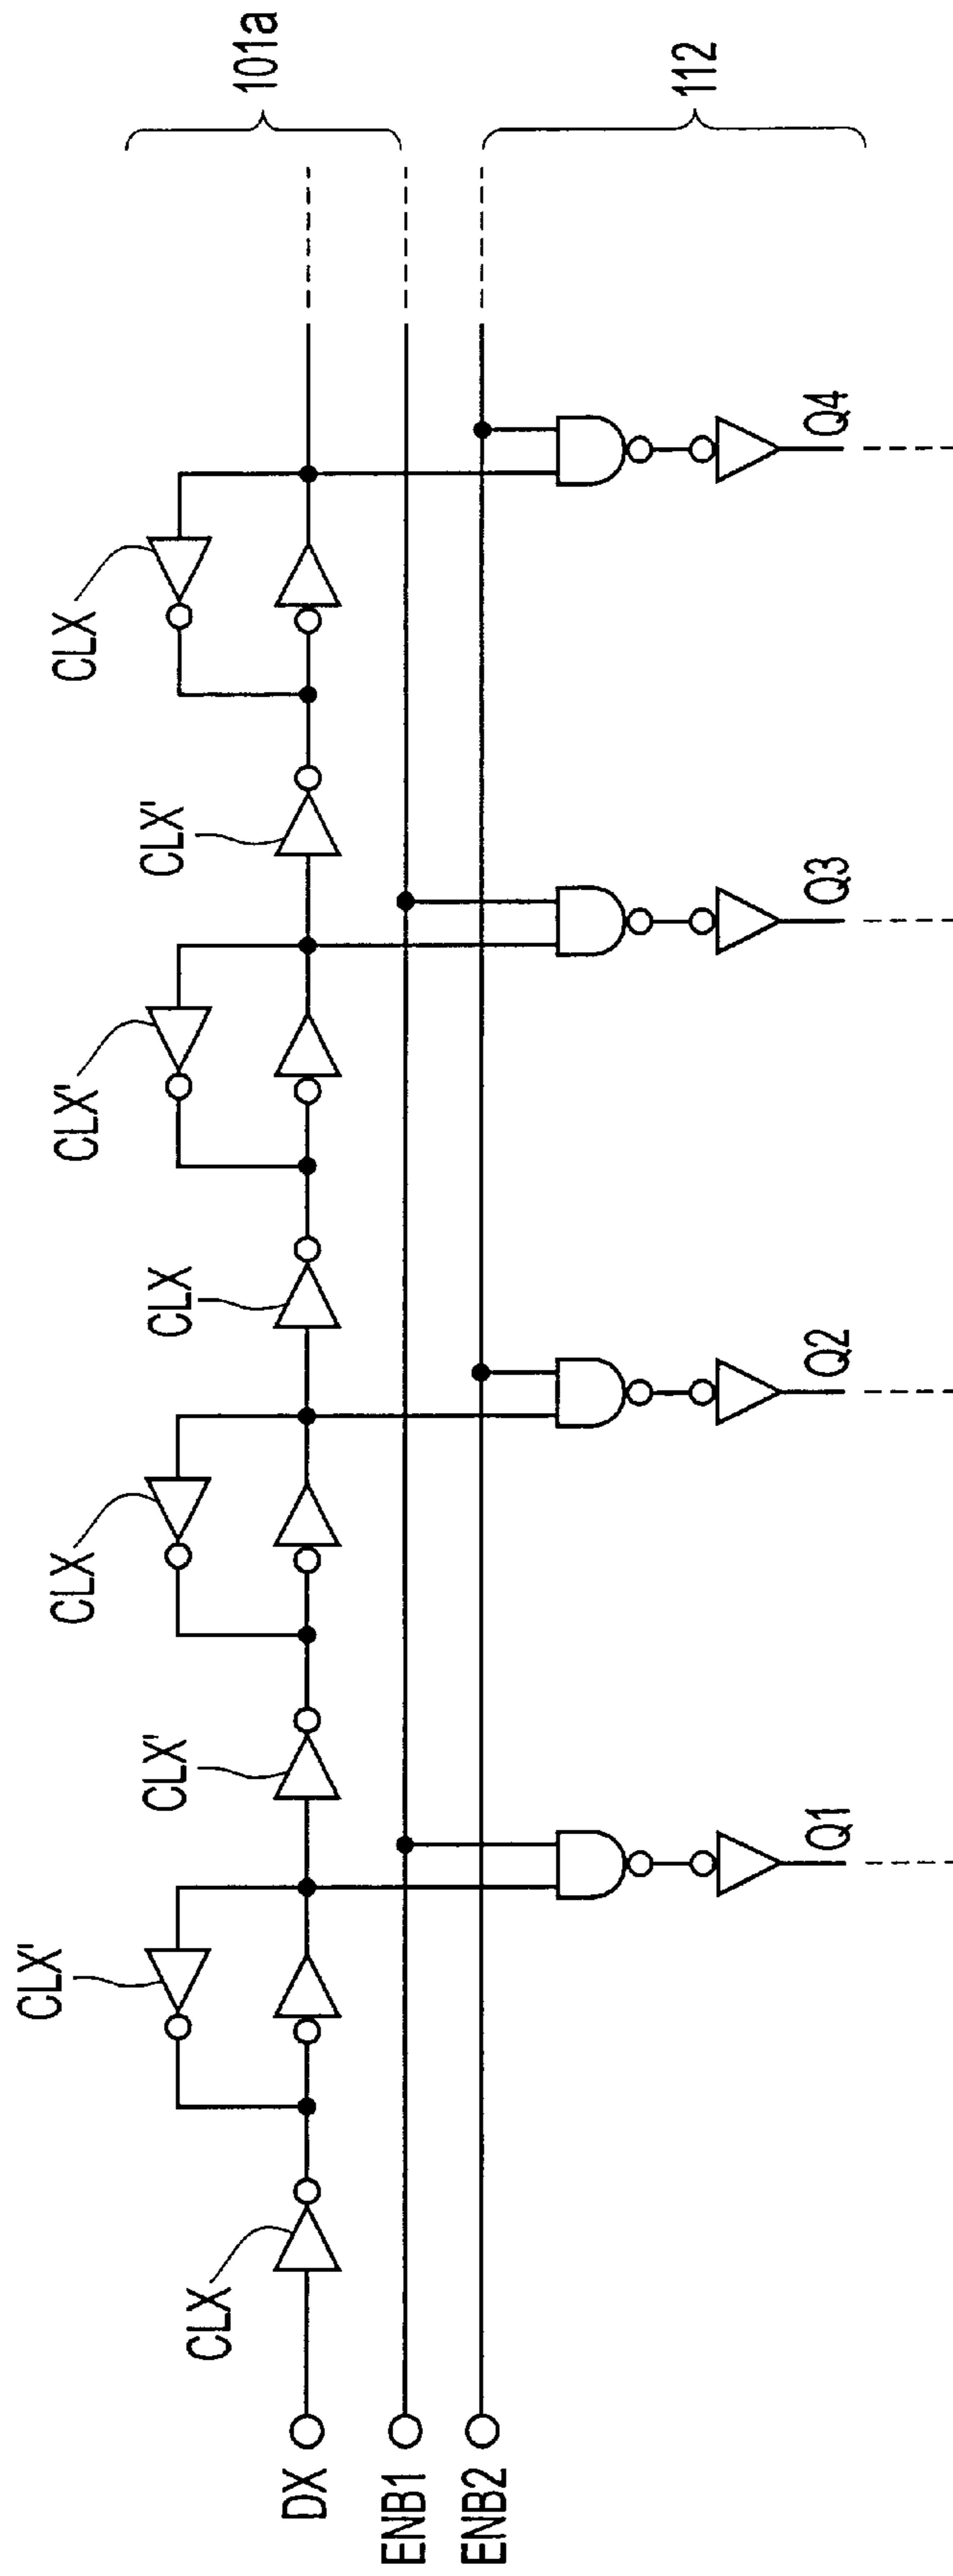 101a
112
CLX
CLX'
CLX'
CLX
CLX
CLX'
CLX'
CLX
DX
ENB1
ENB2
Q1
Q2
Q3
Q4